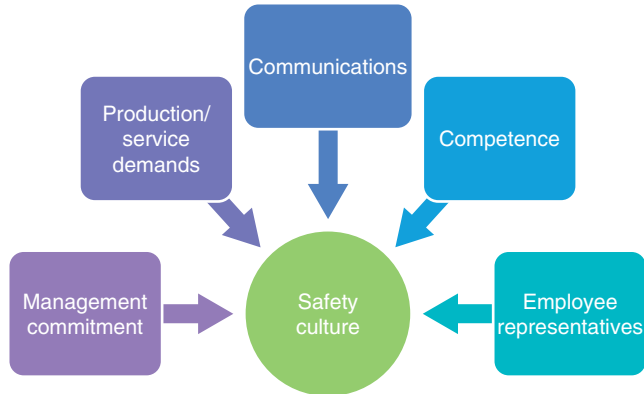 Communications
Production/
service
demands
Competence
Management
commitment
Safety
culture
Employee
representatives